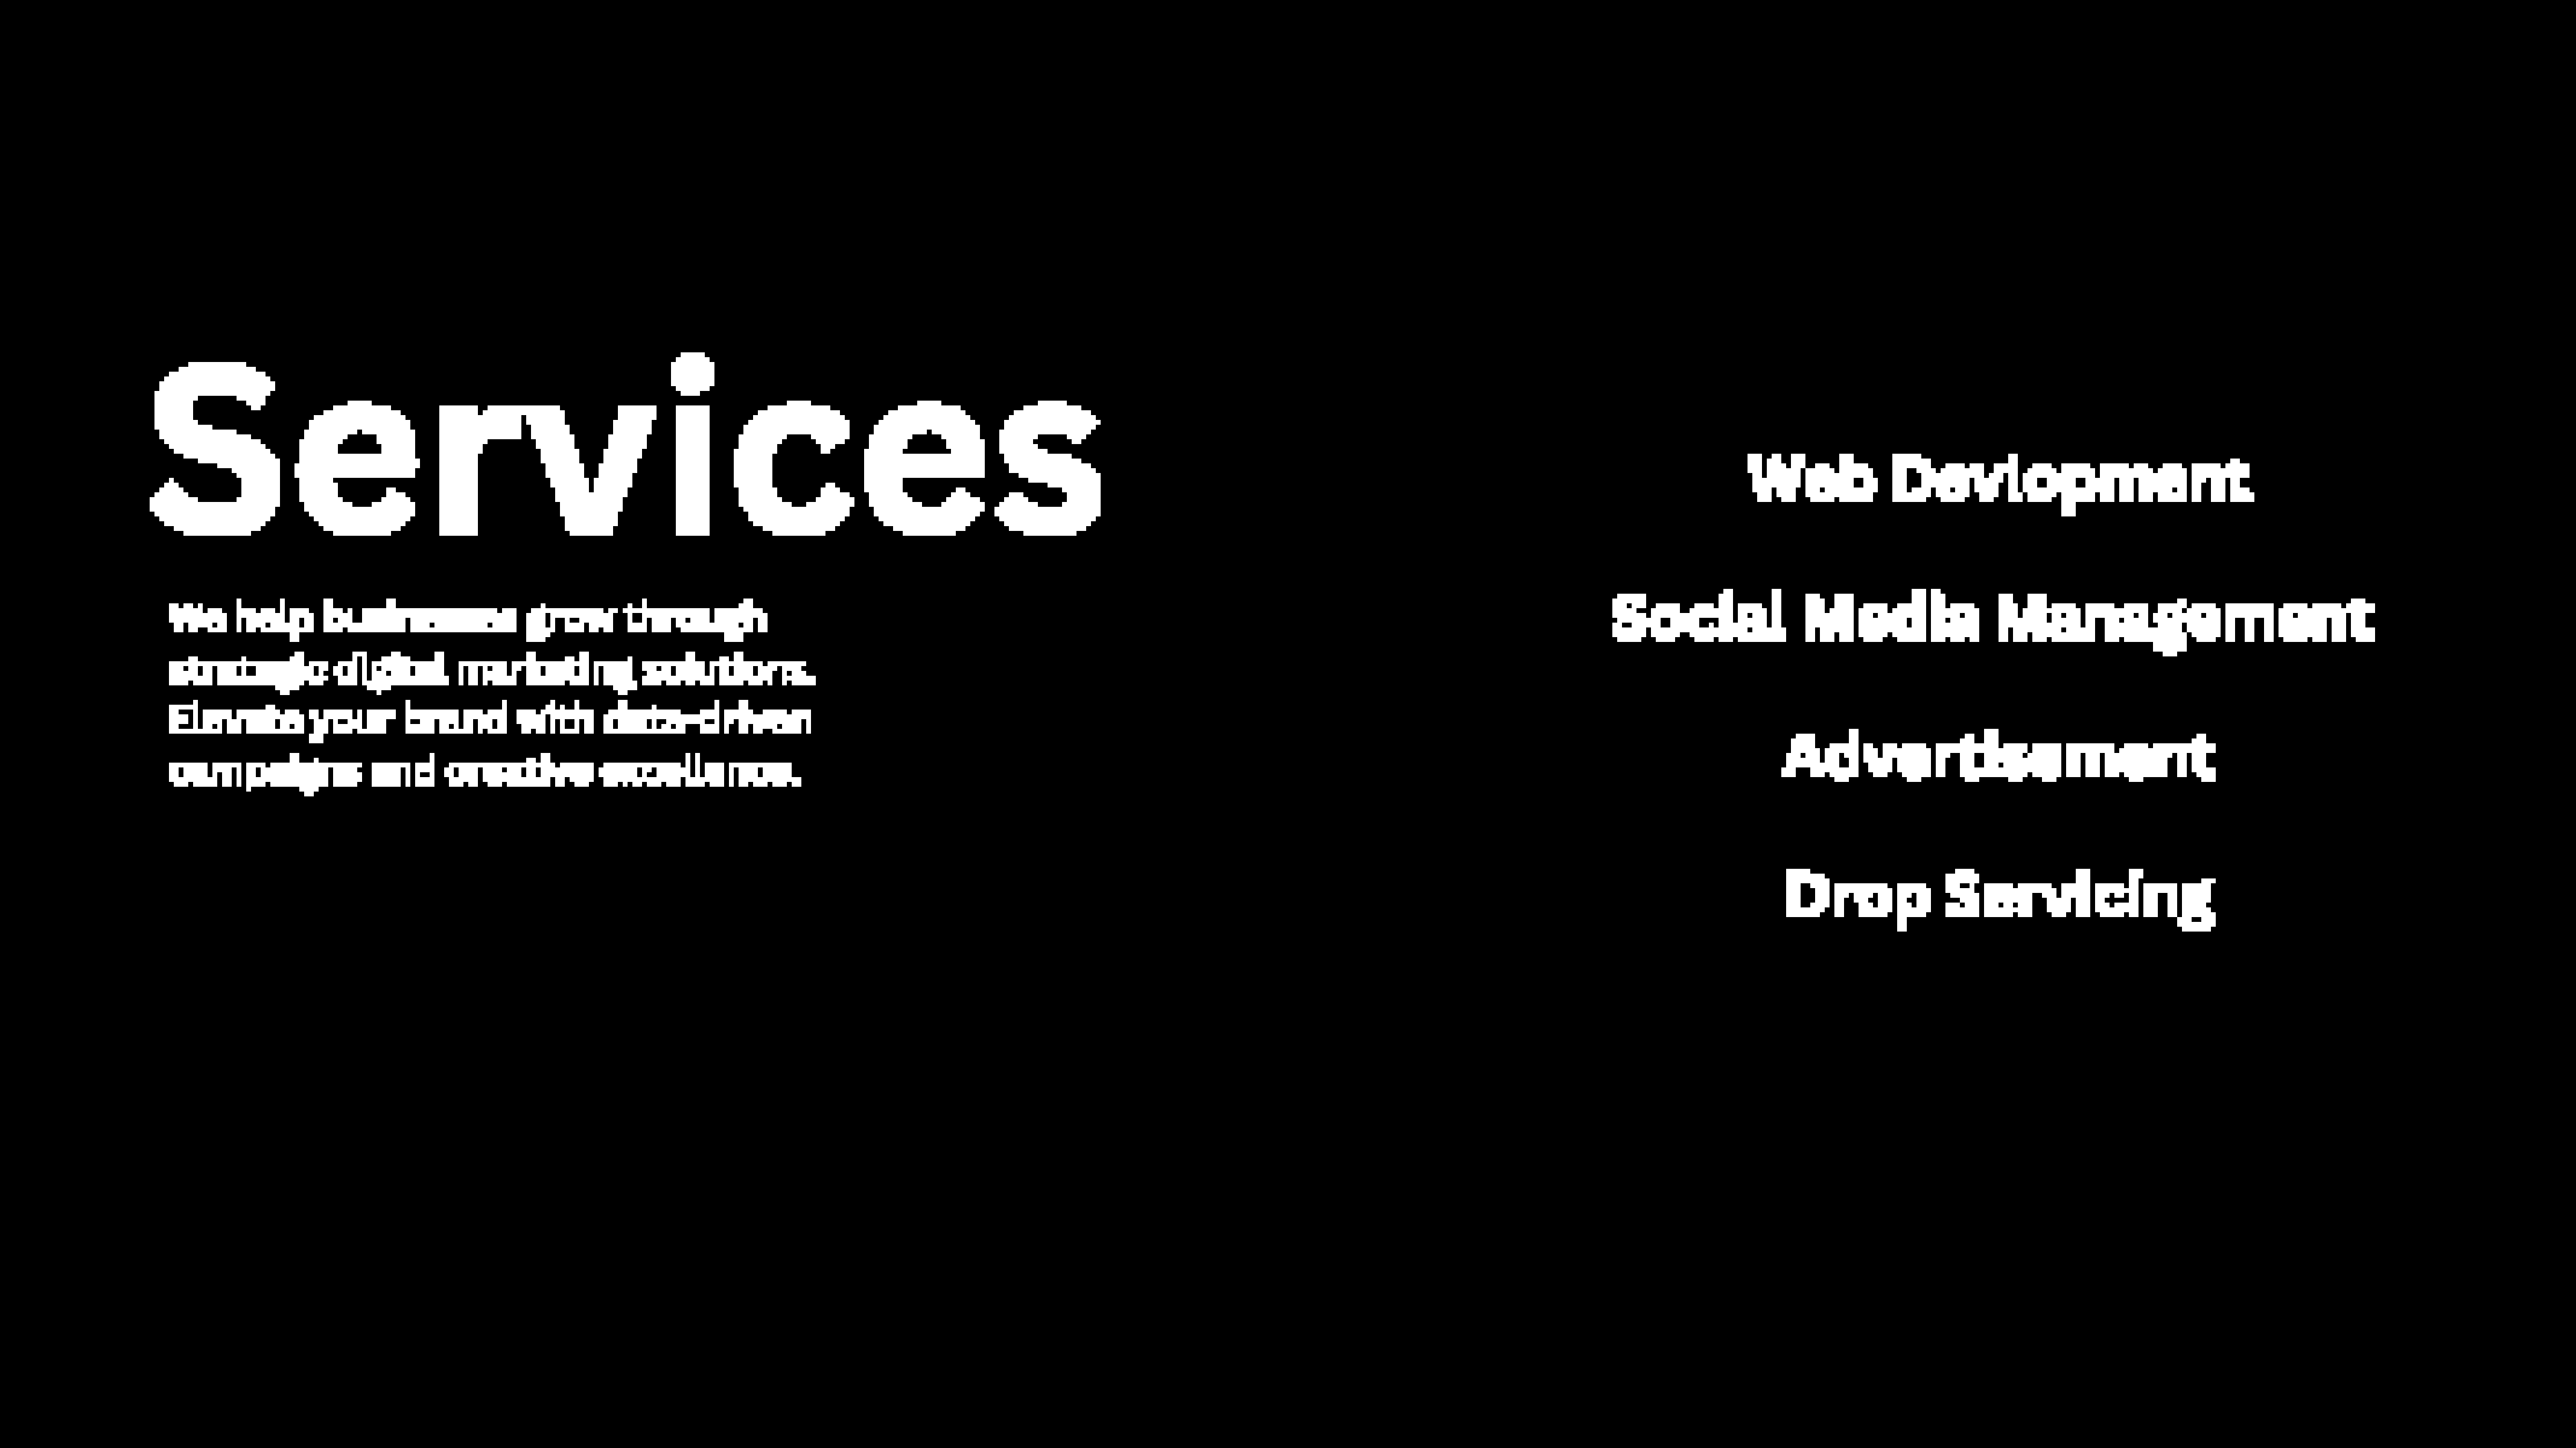 Services
We help businesses grow through
strategic digital marketing solutions.
Elevate your brand with data-driven
campaigns and creative excellence.
Web Devlopment
Social Media Management
Advertisement
Drop Servicing